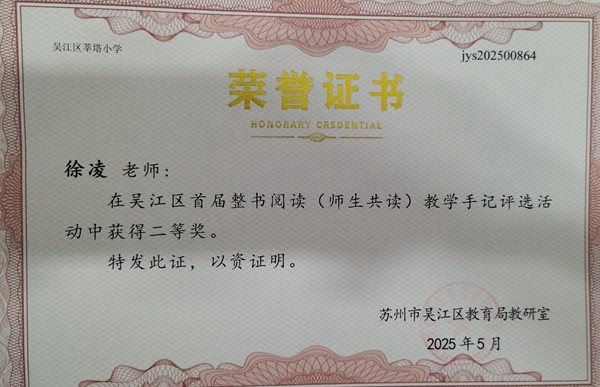 吴江区莘塔小学
jys202500864
荣誉证书
HONORARY CREDENTIAL
徐凌 老师：
在吴江区首届整书阅读（师生共读）教学手记评选活
动中获得二等奖。
特发此证，以资证明。
苏州市吴江区教育局教研室
2025年5月